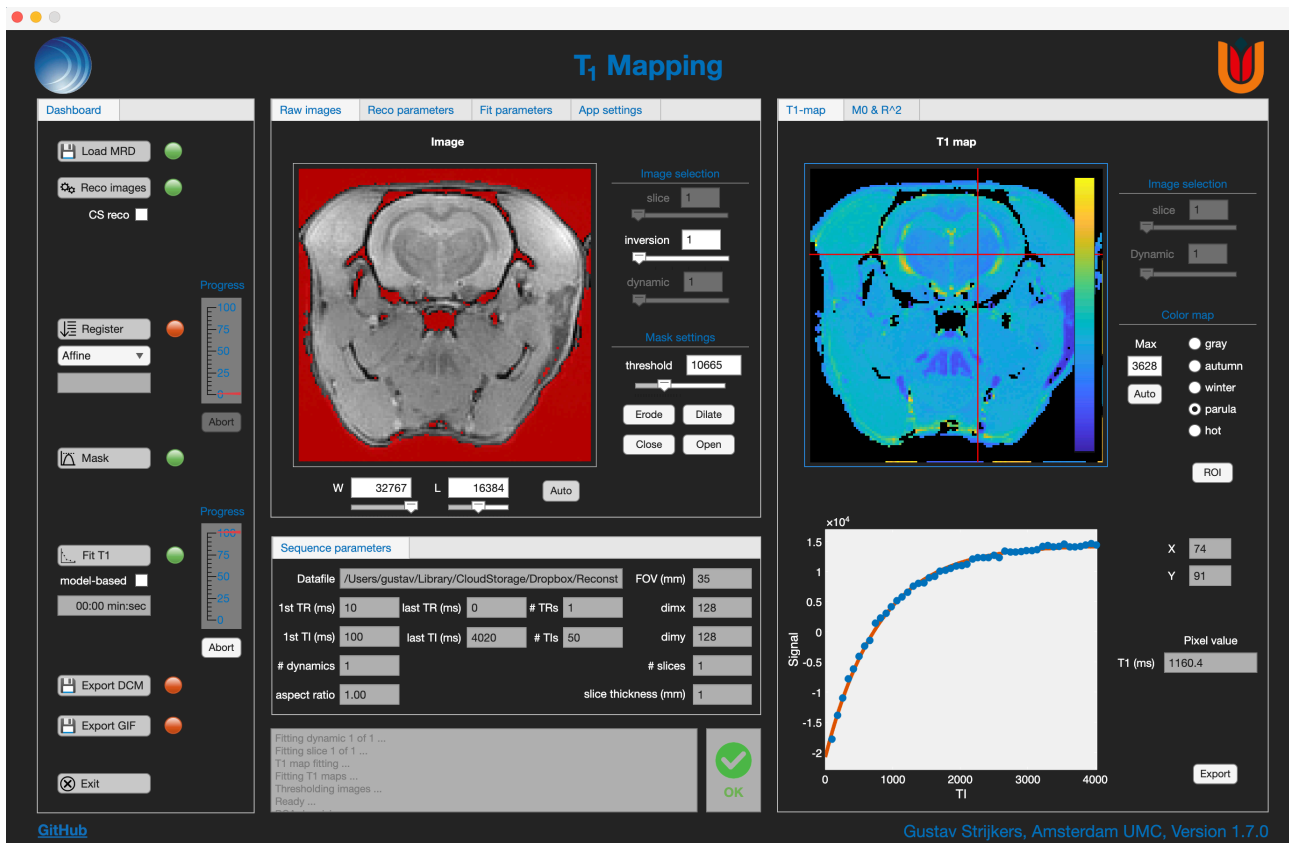 T1 Mapping
Dashboard
Load MRD
Reco images
CS reco
Progress
100
75
50
25
0
Register
Affine
Abort
Mask
Progress
100
75
50
25
0
Fit T1
model-based
00:00 min:sec
Abort
Export DCM
Export GIF
Exit
Raw images Reco parameters Fit parameters App settings
Image
Image selection
slice 1
inversion 1
dynamic 1
Mask settings
threshold 10665
Erode Dilate
Close Open
W 32767 L 16384 Auto
Sequence parameters
Datafile /Users/gustav/Library/CloudStorage/Dropbox/Reconst FOV (mm) 35
1st TR (ms) 10 last TR (ms) 0 # TRs 1 dimx 128
1st TI (ms) 100 last TI (ms) 4020 # TIs 50 dimy 128
# dynamics 1 # slices 1
aspect ratio 1.00 slice thickness (mm) 1
Fitting dynamic 1 of 1 ...
Fitting slice 1 of 1 ...
T1 map fitting ...
Fitting T1 maps ...
Thresholding images ...
Ready ...
OK
T1-map M0 & R^2
T1 map
Image selection
slice 1
Dynamic 1
Color map
Max
3628
Auto
gray
autumn
winter
parula
hot
ROI
×10^4
1.5
1
0.5
0
-0.5
-1
-1.5
-2
Signal
0 1000 2000 3000 4000
TI
X 74
Y 91
Pixel value
T1 (ms) 1160.4
Export
GitHub
Gustav Strijkers, Amsterdam UMC, Version 1.7.0